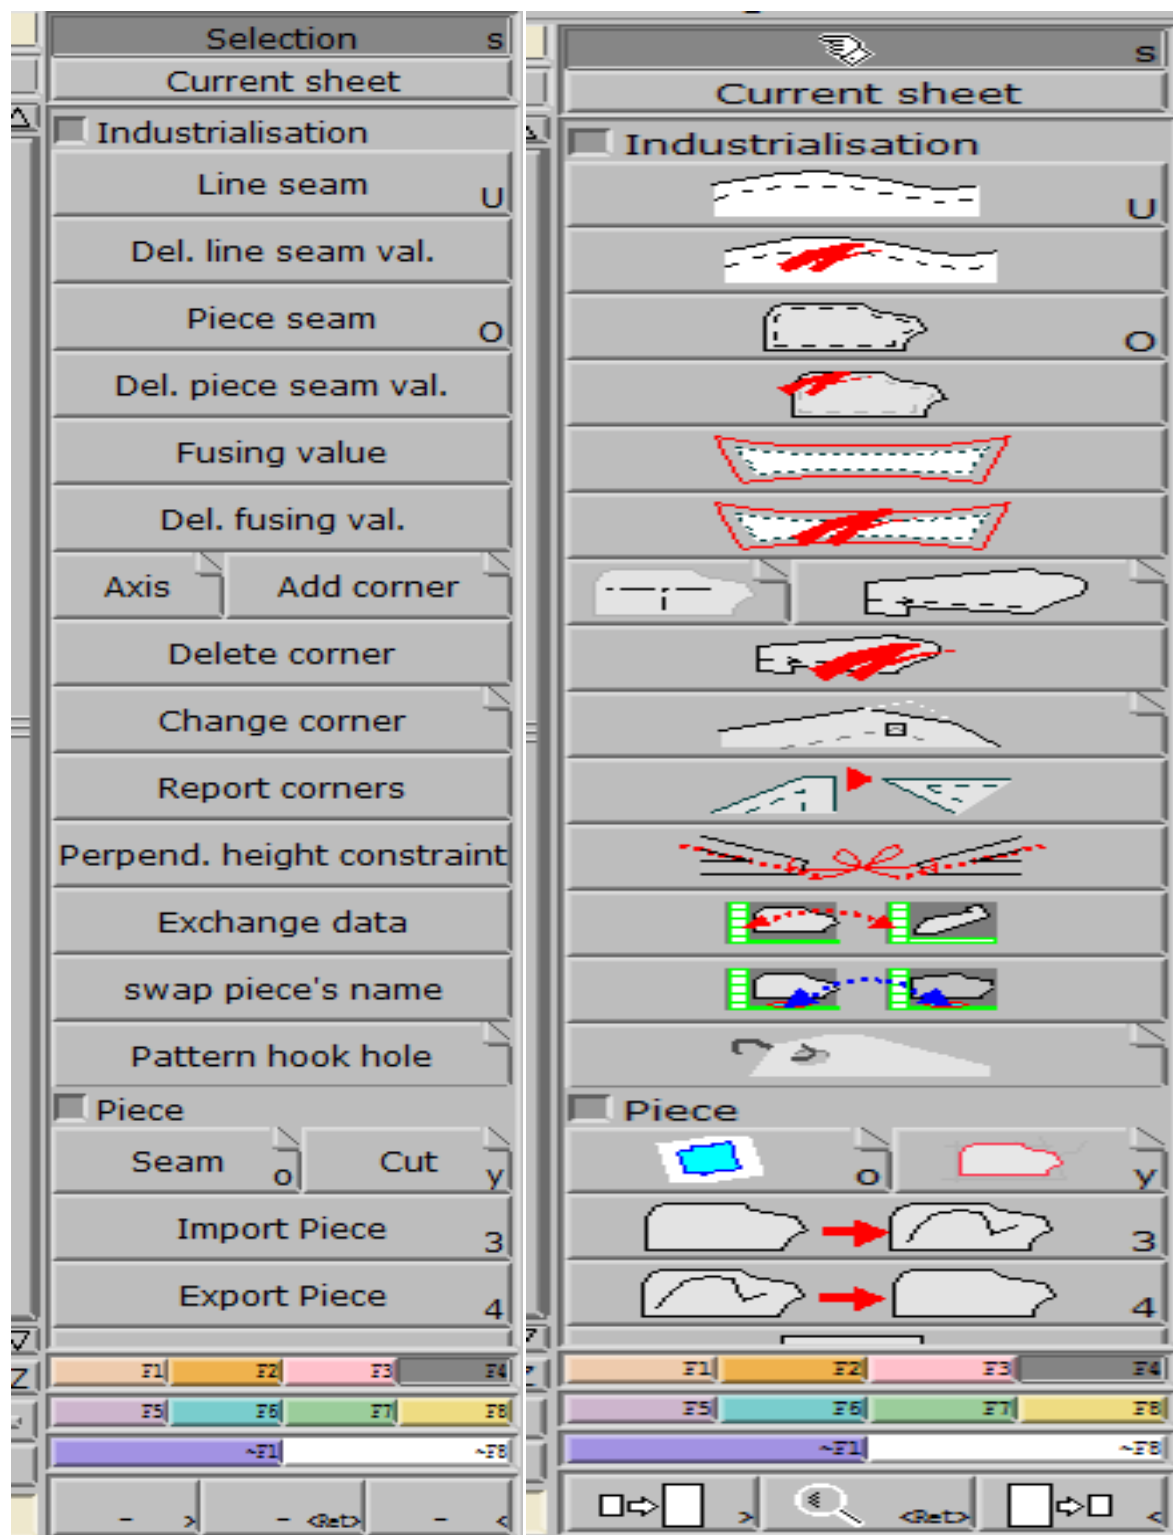 Selection s
Current sheet
Industrialisation
Line seam U
Del. line seam val.
Piece seam O
Del. piece seam val.
Fusing value
Del. fusing val.
Axis Add corner
Delete corner
Change corner
Report corners
Perpend. height constraint
Exchange data
swap piece's name
Pattern hook hole
Piece
Seam o Cut y
Import Piece 3
Export Piece 4
Z
F1 F2 F3 F4
F5 F6 F7 F8
~F1 ~F8
- > - <Ret> - <
s
Current sheet
Industrialisation
U
O
Piece
o y
3
4
F1 F2 F3 F4
F5 F6 F7 F8
~F1 ~F8
> <Ret> <